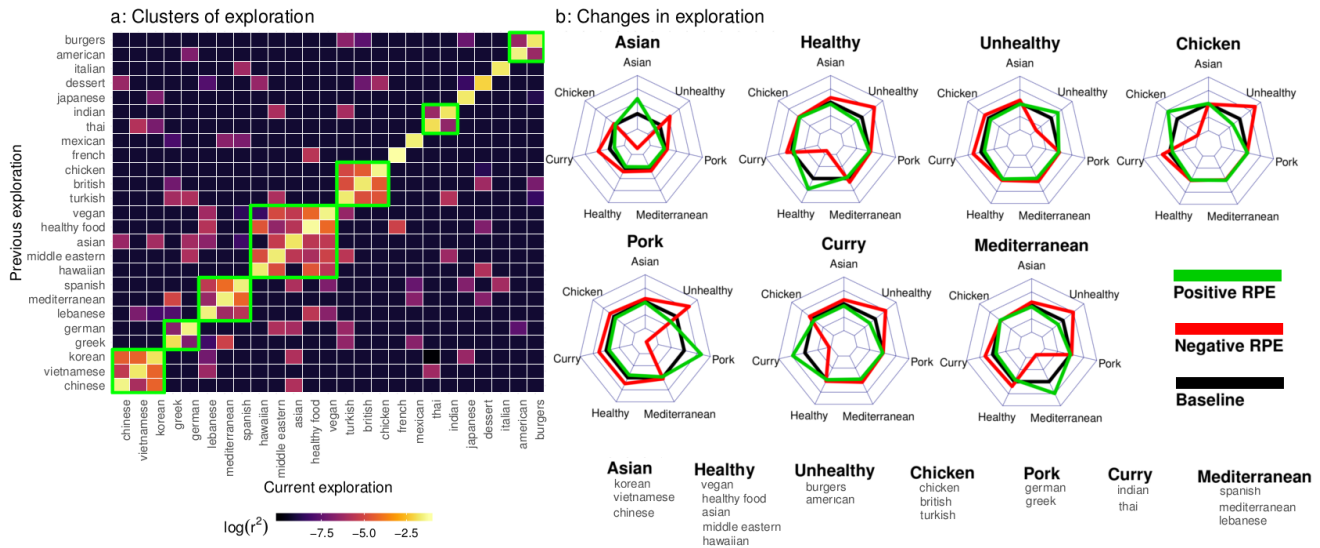 a: Clusters of exploration
Previous exploration
burgers
american
italian
dessert
japanese
indian
thai
mexican
french
chicken
british
turkish
vegan
healthy food
asian
middle eastern
hawaiian
spanish
mediterranean
lebanese
german
greek
korean
vietnamese
chinese
chinese
vietnamese
korean
greek
german
lebanese
mediterranean
spanish
hawaiian
middle eastern
asian
healthy food
vegan
turkish
british
chicken
french
mexican
thai
indian
japanese
dessert
italian
american
burgers
Current exploration
log(r²)
−7.5 −5.0 −2.5
b: Changes in exploration
Asian
Asian
Chicken
Unhealthy
Curry
Pork
Healthy
Mediterranean
Healthy
Asian
Chicken
Unhealthy
Curry
Pork
Healthy
Mediterranean
Unhealthy
Asian
Chicken
Unhealthy
Curry
Pork
Healthy
Mediterranean
Chicken
Asian
Chicken
Unhealthy
Curry
Pork
Healthy
Mediterranean
Pork
Asian
Chicken
Unhealthy
Curry
Pork
Healthy
Mediterranean
Curry
Asian
Chicken
Unhealthy
Curry
Pork
Healthy
Mediterranean
Mediterranean
Asian
Chicken
Unhealthy
Curry
Pork
Healthy
Mediterranean
Positive RPE
Negative RPE
Baseline
Asian
korean
vietnamese
chinese
Healthy
vegan
healthy food
asian
middle eastern
hawaiian
Unhealthy
burgers
american
Chicken
chicken
british
turkish
Pork
german
greek
Curry
indian
thai
Mediterranean
spanish
mediterranean
lebanese